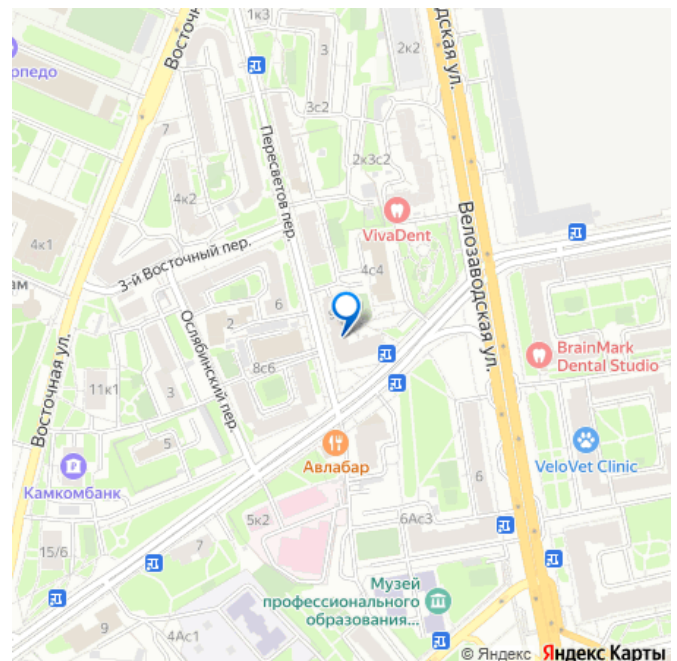 1к3
Восточн
дская ул.
2к2
3
рпедо
3с2
7
Пересветов пер.
2к3с2
4к2
VivaDent
Велозаводская ул.
4к1
3-й Восточный пер.
4с4
ам
6
2
Ослябинский пер.
8с6
BrainMark
Dental Studio
Восточная ул.
11к1
3
5
Авлабар
VeloVet Clinic
Камкомбанк
6
5к2
6Ас3
15/6
7
Музей
профессионального
образования...
9
4Ас1
© Яндекс Яндекс Карты